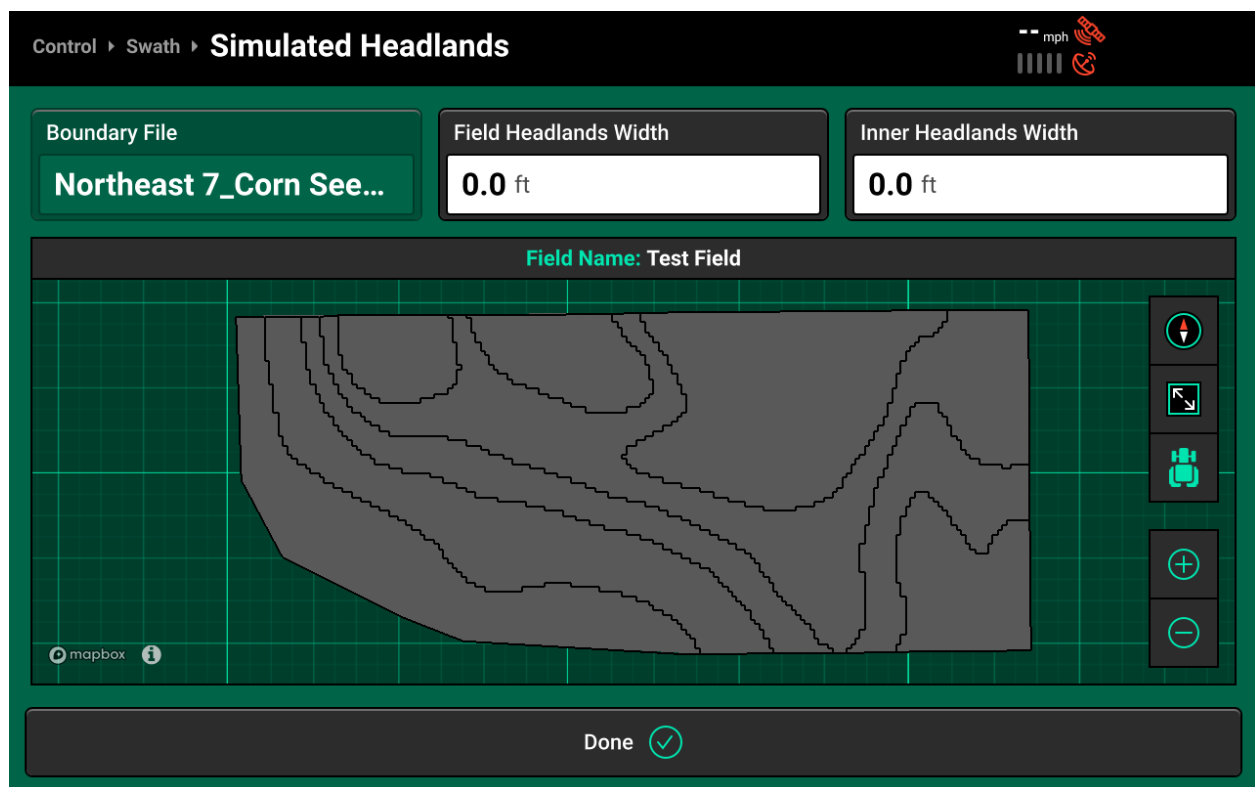 Control ▸ Swath ▸ Simulated Headlands
-- mph
Boundary File
Northeast 7_Corn See...
Field Headlands Width
0.0 ft
Inner Headlands Width
0.0 ft
Field Name: Test Field
mapbox
Done